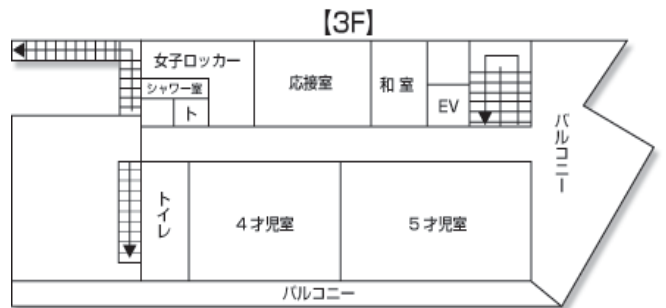 【3F】
女子ロッカー
応接室
和室
シャワー室
ト
EV
バルコニー
トイレ
4才児室
5才児室
バルコニー